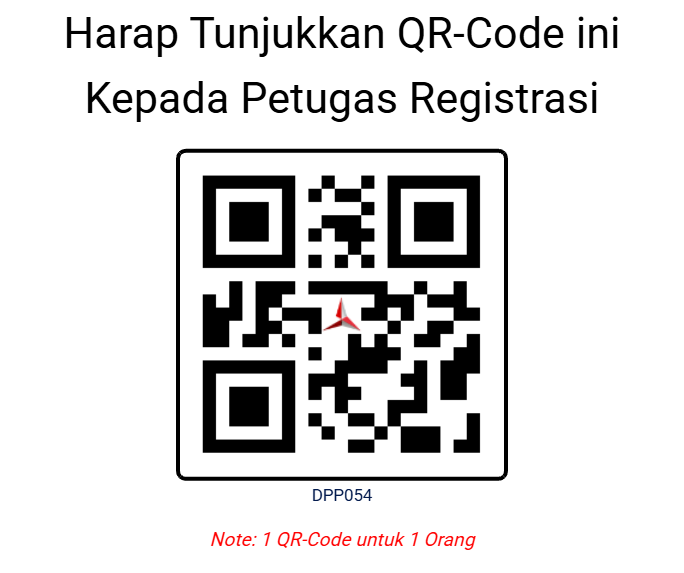 Harap Tunjukkan QR-Code ini
Kepada Petugas Registrasi
DPP054
Note: 1 QR-Code untuk 1 Orang